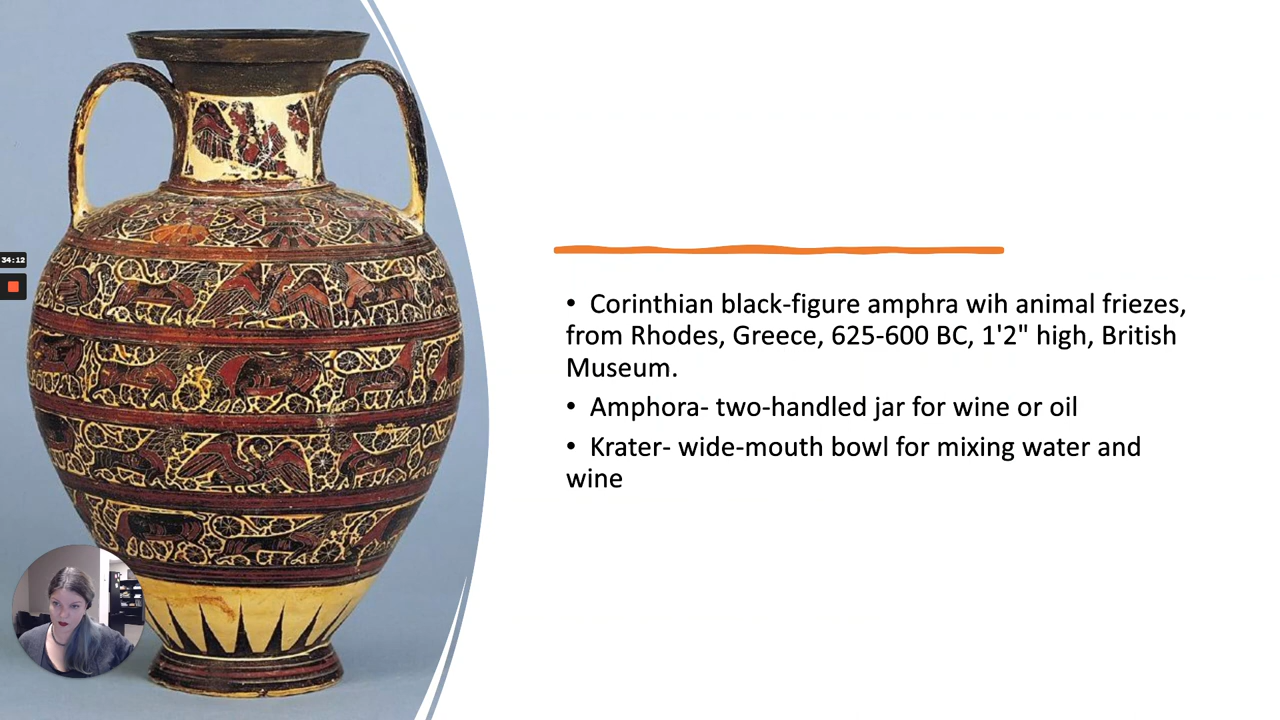 34:12
• Corinthian black-figure amphra wih animal friezes,
from Rhodes, Greece, 625-600 BC, 1'2" high, British
Museum.
• Amphora- two-handled jar for wine or oil
• Krater- wide-mouth bowl for mixing water and
wine